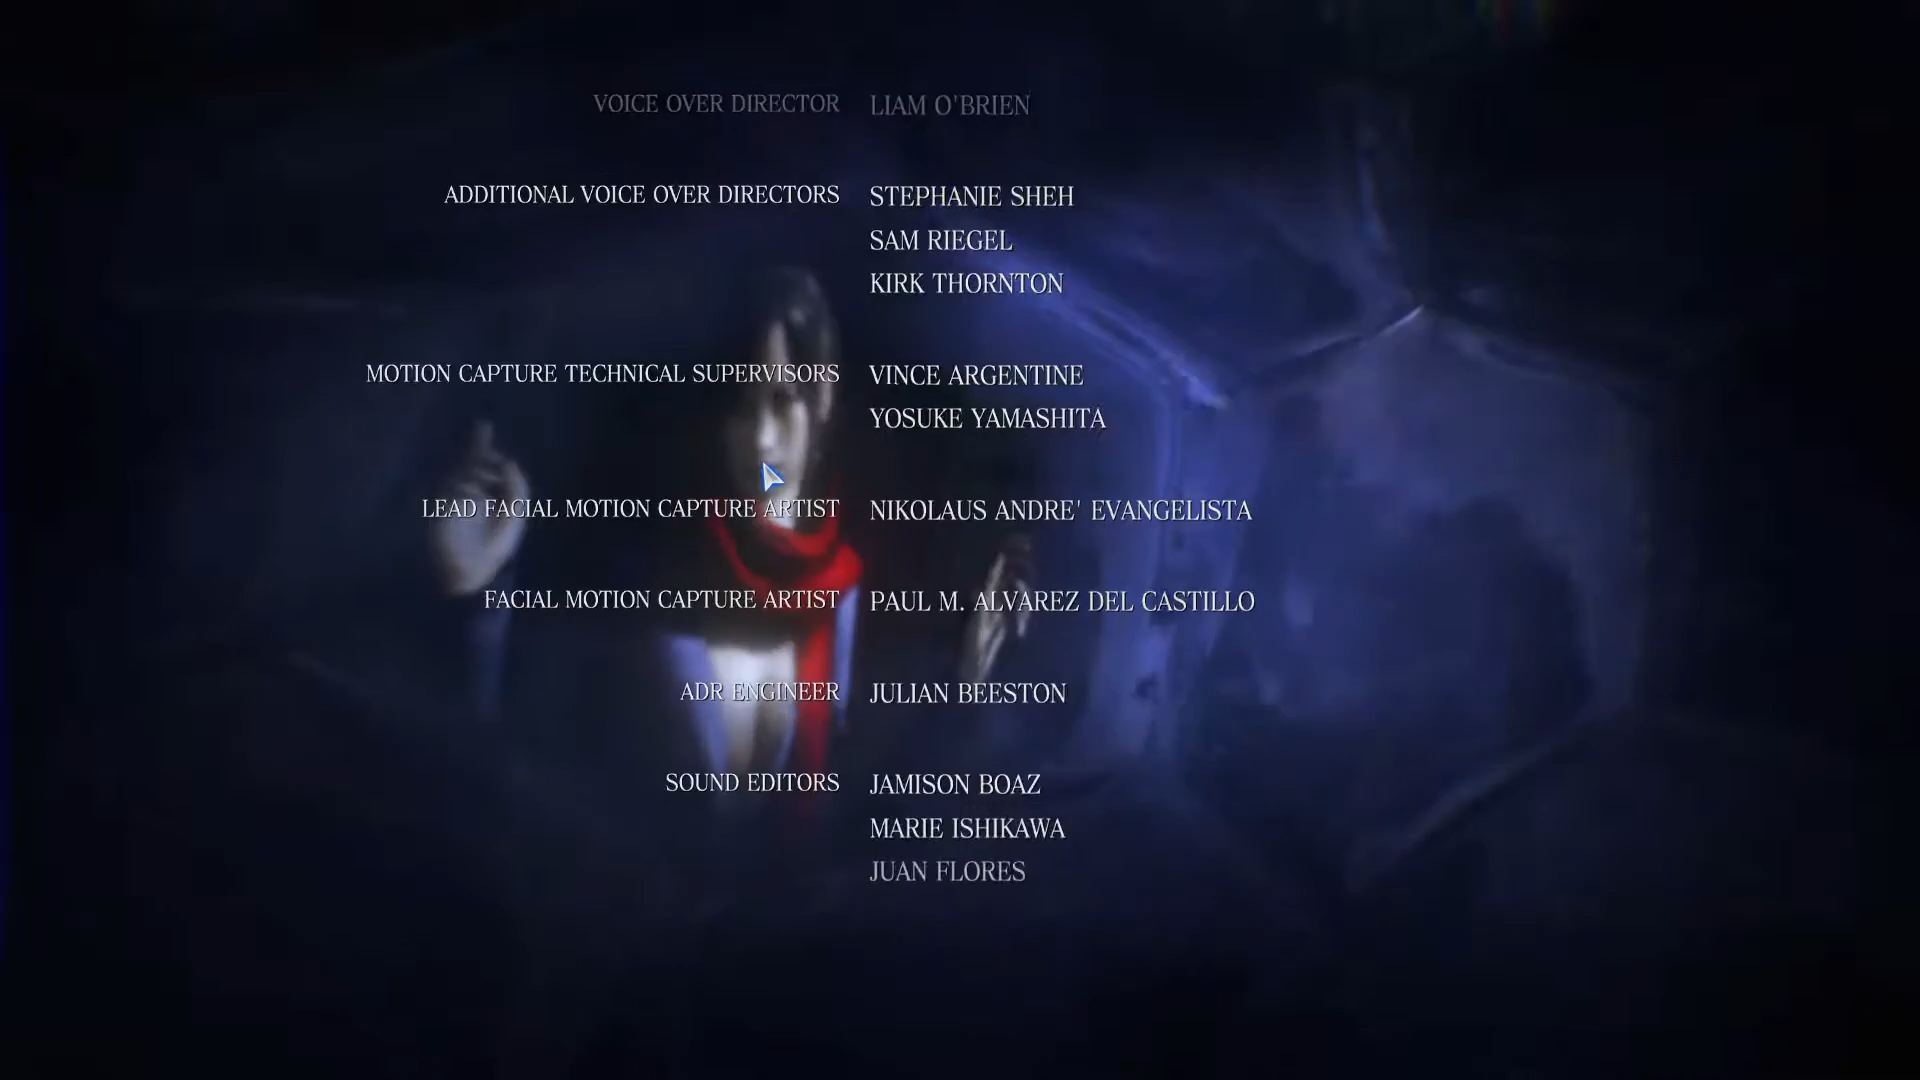 VOICE OVER DIRECTOR LIAM O'BRIEN
ADDITIONAL VOICE OVER DIRECTORS STEPHANIE SHEH
SAM RIEGEL
KIRK THORNTON
MOTION CAPTURE TECHNICAL SUPERVISORS VINCE ARGENTINE
YOSUKE YAMASHITA
LEAD FACIAL MOTION CAPTURE ARTIST NIKOLAUS ANDRE' EVANGELISTA
FACIAL MOTION CAPTURE ARTIST PAUL M. ALVAREZ DEL CASTILLO
ADR ENGINEER JULIAN BEESTON
SOUND EDITORS JAMISON BOAZ
MARIE ISHIKAWA
JUAN FLORES